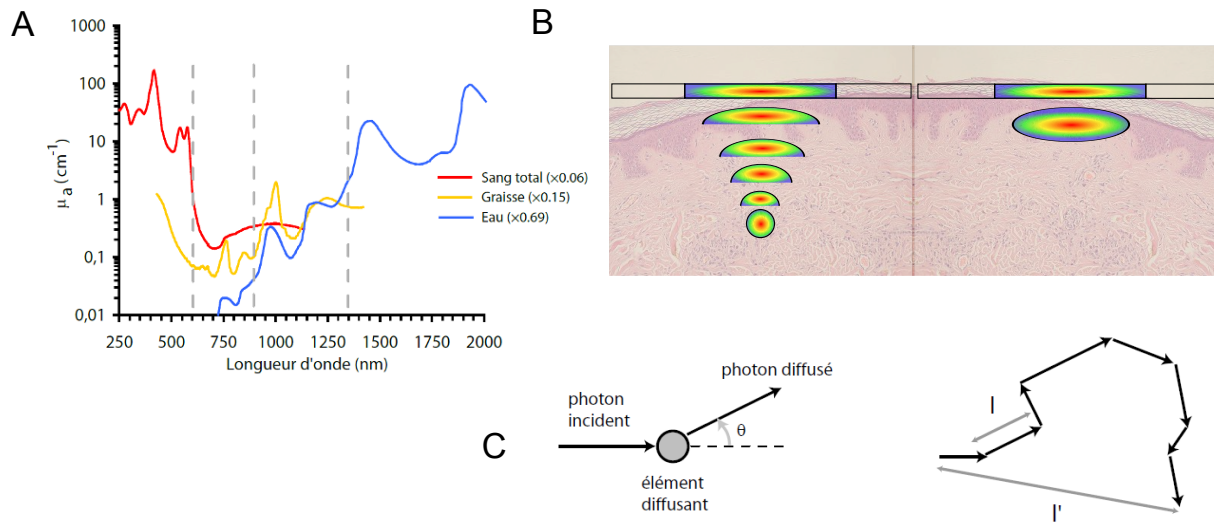 A
B
1000
100
10
1
0,1
0,01
μa (cm-1)
Sang total (×0.06)
Graisse (×0.15)
Eau (×0.69)
250 500 750 1000 1250 1500 1750 2000
Longueur d'onde (nm)
C
photon
incident
photon diffusé
θ
élément
diffusant
l
l'